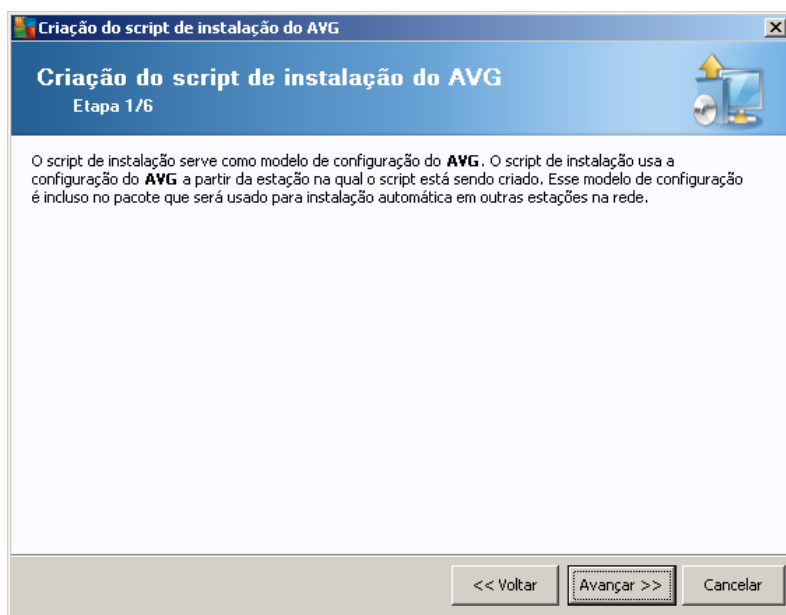 Criação do script de instalação do AVG
Criação do script de instalação do AVG
Etapa 1/6
O script de instalação serve como modelo de configuração do AVG. O script de instalação usa a
configuração do AVG a partir da estação na qual o script está sendo criado. Esse modelo de configuração
é incluso no pacote que será usado para instalação automática em outras estações na rede.
<< Voltar
Avançar >>
Cancelar